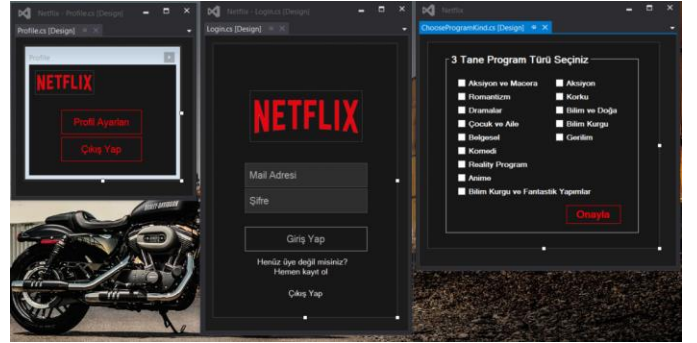 Netflix - Profile.cs [Design]
Profile.cs [Design]
Profile
NETFLIX
Profil Ayarları
Çıkış Yap
Netflix - Login.cs [Design]
Login.cs [Design]
NETFLIX
Mail Adresi
Şifre
Giriş Yap
Henüz üye değil misiniz?
Hemen kayıt ol
Çıkış Yap
Netflix
ChooseProgramKind.cs [Design]
3 Tane Program Türü Seçiniz
Aksiyon ve Macera
Aksiyon
Romantizm
Korku
Dramalar
Bilim ve Doğa
Çocuk ve Aile
Bilim Kurgu
Belgesel
Gerilim
Komedi
Reality Program
Anime
Bilim Kurgu ve Fantastik Yapımlar
Onayla